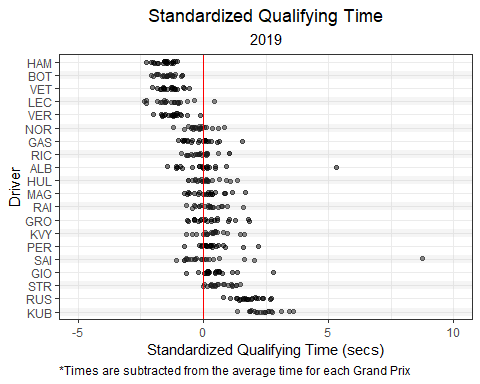 Standardized Qualifying Time
2019
Driver
HAM
BOT
VET
LEC
VER
NOR
GAS
RIC
ALB
HUL
MAG
RAI
GRO
KVY
PER
SAI
GIO
STR
RUS
KUB
-5 0 5 10
Standardized Qualifying Time (secs)
*Times are subtracted from the average time for each Grand Prix